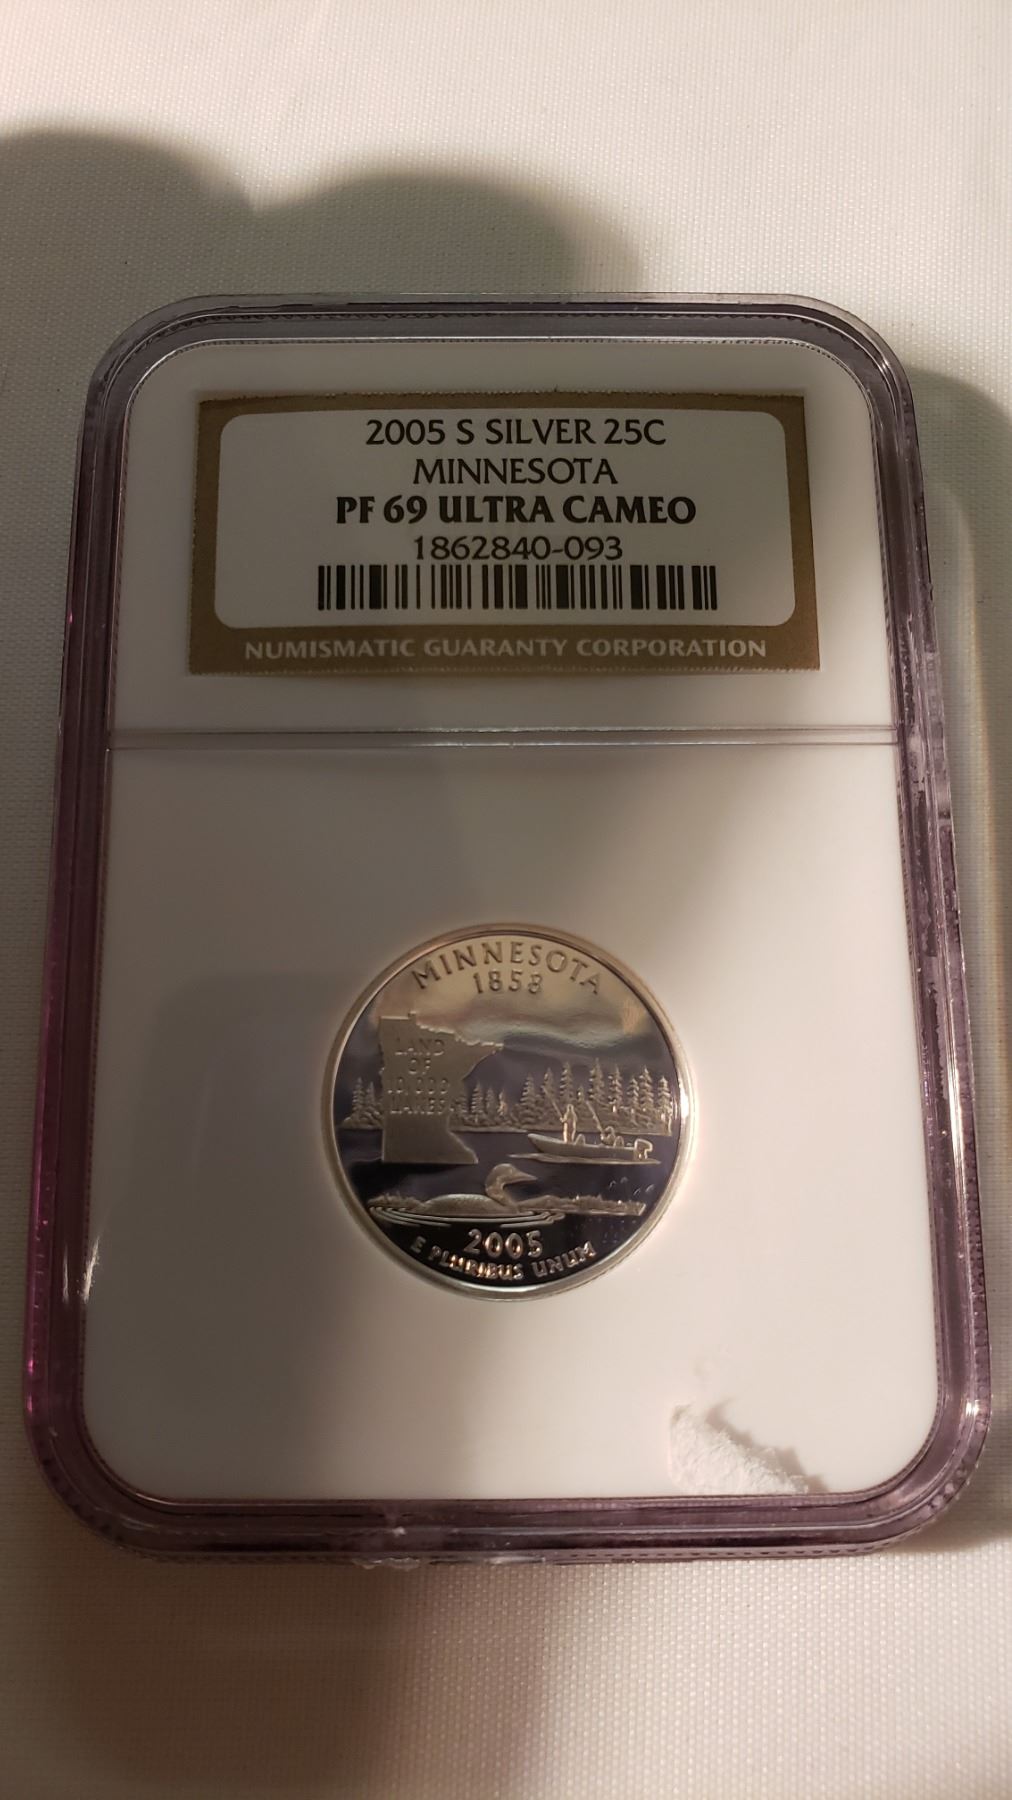 2005 S SILVER 25C
MINNESOTA
PF 69 ULTRA CAMEO
1862840-093
NUMISMATIC GUARANTY CORPORATION
MINNESOTA
1858
LAND
OF
10,000
LAKES
2005
E PLURIBUS UNUM